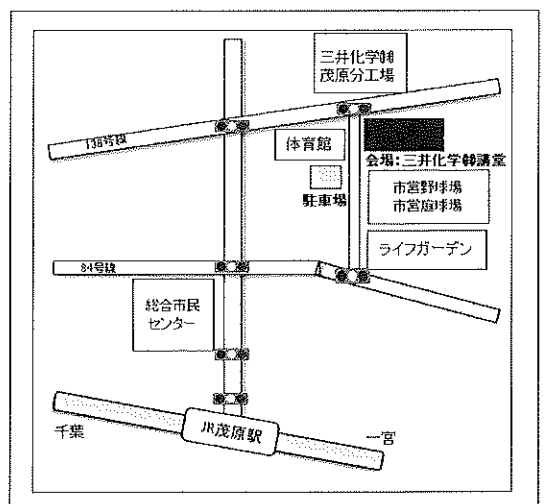 三井化学㈱
茂原分工場
138号線
体育館
会場:三井化学㈱講堂
駐車場
市営野球場
市営庭球場
ライフガーデン
84号線
総合市民
センター
JR茂原駅
千葉
一宮